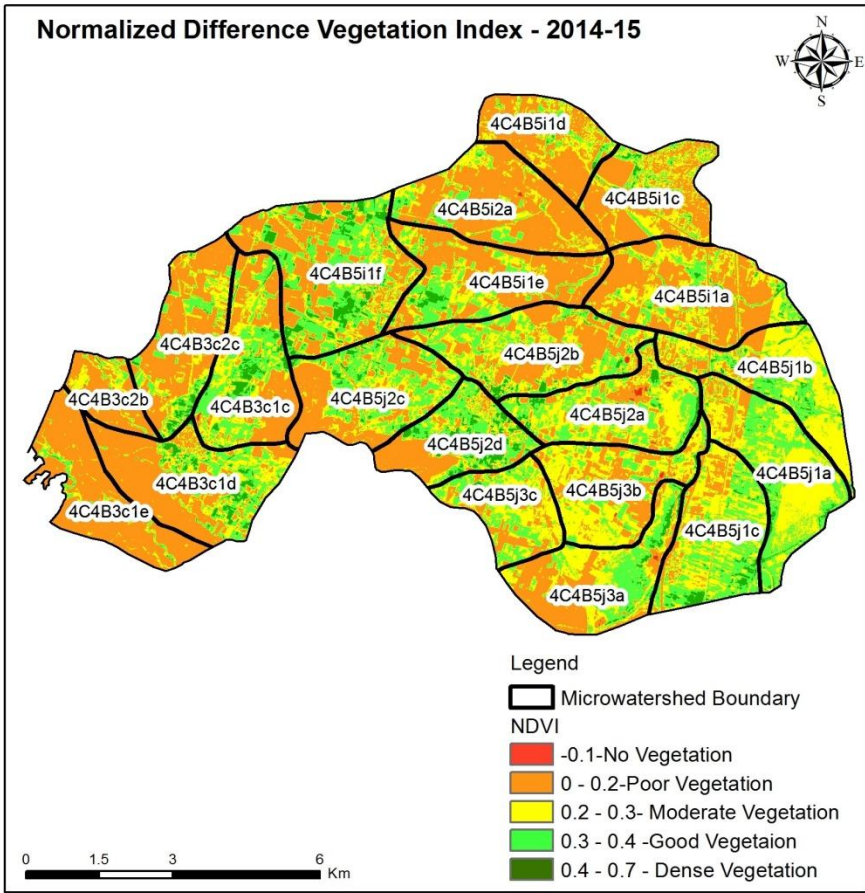 Normalized Difference Vegetation Index - 2014-15
N
W E
S
4C4B5i1d
4C4B5i2a
4C4B5i1c
4C4B5i1f
4C4B5i1e
4C4B5i1a
4C4B3c2c
4C4B5j2b
4C4B5j1b
4C4B3c2b
4C4B3c1c
4C4B5j2c
4C4B5j2a
4C4B5j2d
4C4B5j1a
4C4B3c1d
4C4B5j3c
4C4B5j3b
4C4B3c1e
4C4B5j1c
4C4B5j3a
Legend
Microwatershed Boundary
NDVI
-0.1-No Vegetation
0 - 0.2-Poor Vegetation
0.2 - 0.3- Moderate Vegetation
0.3 - 0.4 -Good Vegetaion
0.4 - 0.7 - Dense Vegetation
0 1.5 3 6
Km